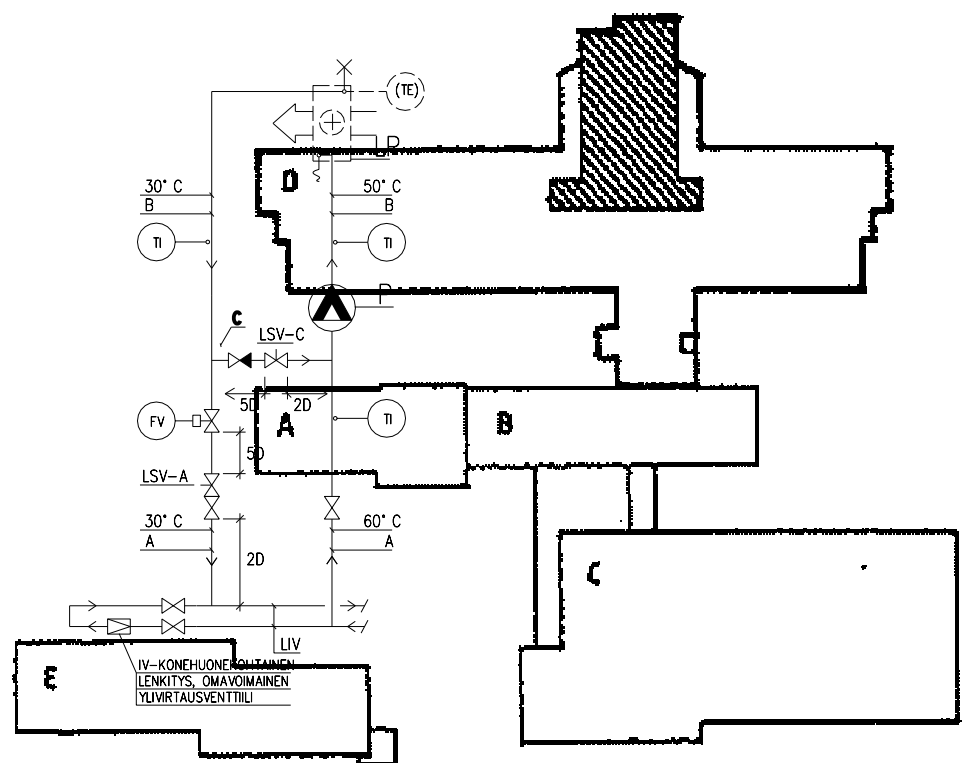 (TE)
P
D
30° C
50° C
B
B
TI
TI
P
C
LSV-C
5D
2D
A
B
FV
TI
5D
LSV-A
30° C
60° C
A
A
2D
C
LIV
IV-KONEHUONEKOHTAINEN
LENKITYS, OMAVOIMAINEN
YLIVIRTAUSVENTTIILI
E